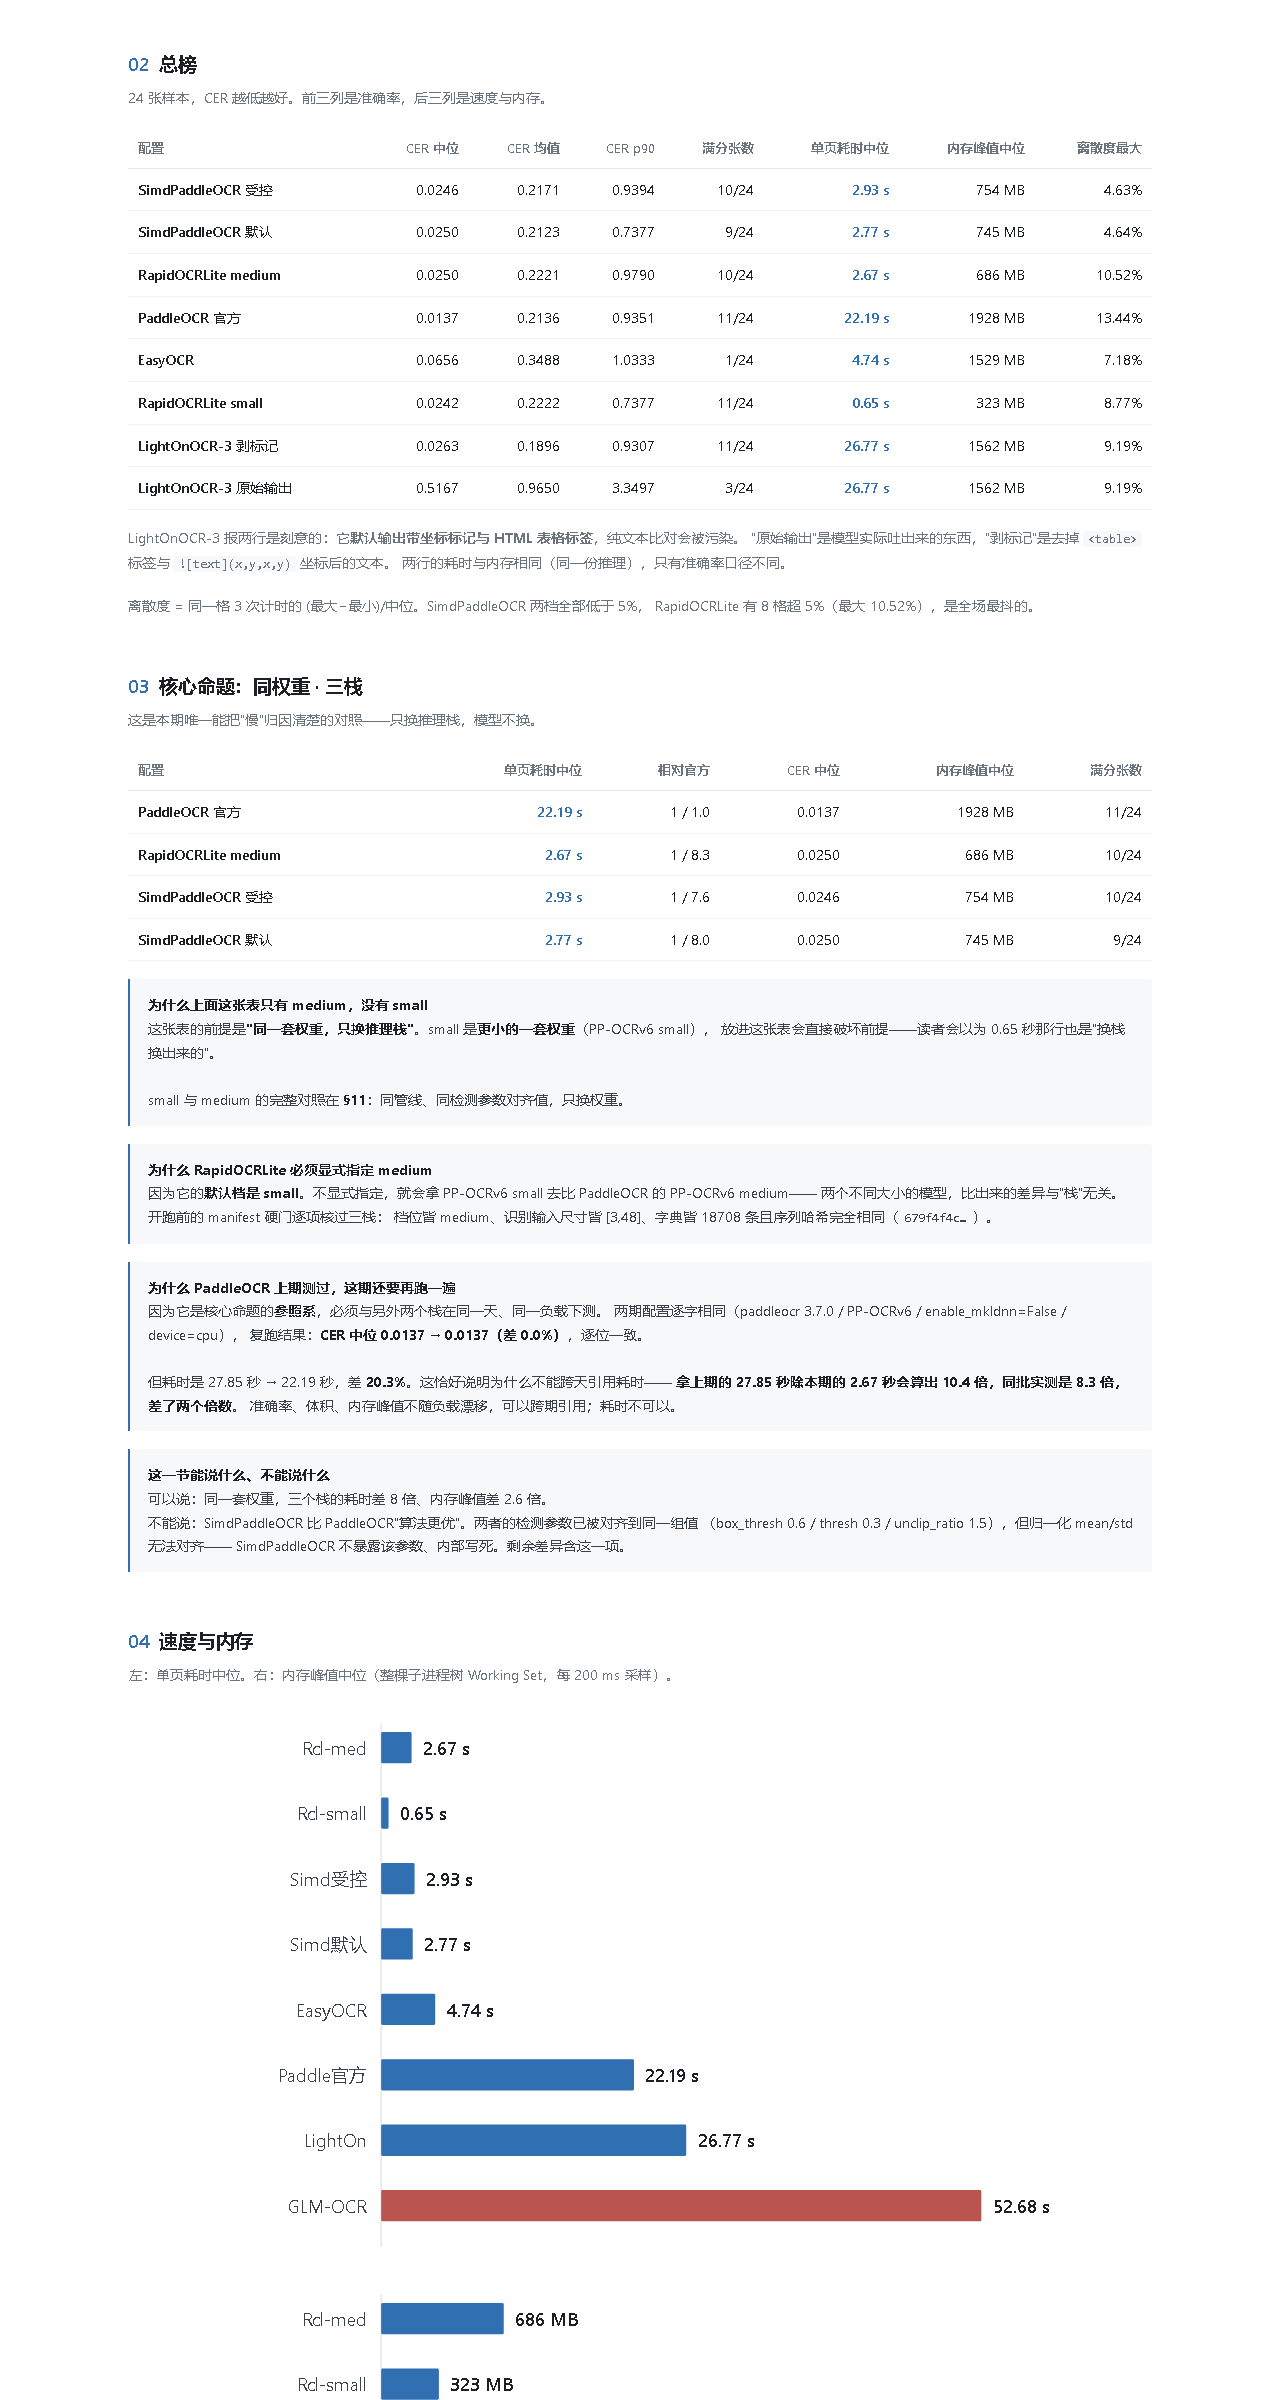 02 总榜
24 张样本，CER 越低越好。前三列是准确率，后三列是速度与内存。
配置 CER 中位 CER 均值 CER p90 满分张数 单页耗时中位 内存峰值中位 离散度最大
SimdPaddleOCR 受控 0.0246 0.2171 0.9394 10/24 2.93 s 754 MB 4.63%
SimdPaddleOCR 默认 0.0250 0.2123 0.7377 9/24 2.77 s 745 MB 4.64%
RapidOCRLite medium 0.0250 0.2221 0.9790 10/24 2.67 s 686 MB 10.52%
PaddleOCR 官方 0.0137 0.2136 0.9351 11/24 22.19 s 1928 MB 13.44%
EasyOCR 0.0656 0.3488 1.0333 1/24 4.74 s 1529 MB 7.18%
RapidOCRLite small 0.0242 0.2222 0.7377 11/24 0.65 s 323 MB 8.77%
LightOnOCR-3 剥标记 0.0263 0.1896 0.9307 11/24 26.77 s 1562 MB 9.19%
LightOnOCR-3 原始输出 0.5167 0.9650 3.3497 3/24 26.77 s 1562 MB 9.19%
LightOnOCR-3 报两行是刻意的：它默认输出带坐标标记与 HTML 表格标签，纯文本比对会被污染。 "原始输出"是模型实际吐出来的东西，"剥标记"是去掉 <table>
标签与 ![text](x,y,x,y) 坐标后的文本。 两行的耗时与内存相同（同一份推理），只有准确率口径不同。
离散度 = 同一格 3 次计时的 (最大−最小)/中位。SimdPaddleOCR 两档全部低于 5%， RapidOCRLite 有 8 格超 5%（最大 10.52%），是全场最抖的。
03 核心命题：同权重 · 三栈
这是本期唯一能把"慢"归因清楚的对照——只换推理栈，模型不换。
配置 单页耗时中位 相对官方 CER 中位 内存峰值中位 满分张数
PaddleOCR 官方 22.19 s 1 / 1.0 0.0137 1928 MB 11/24
RapidOCRLite medium 2.67 s 1 / 8.3 0.0250 686 MB 10/24
SimdPaddleOCR 受控 2.93 s 1 / 7.6 0.0246 754 MB 10/24
SimdPaddleOCR 默认 2.77 s 1 / 8.0 0.0250 745 MB 9/24
为什么上面这张表只有 medium，没有 small
这张表的前提是"同一套权重，只换推理栈"。small 是更小的一套权重（PP-OCRv6 small）， 放进这张表会直接破坏前提——读者会以为 0.65 秒那行也是"换栈
换出来的"。
small 与 medium 的完整对照在 §11：同管线、同检测参数对齐值，只换权重。
为什么 RapidOCRLite 必须显式指定 medium
因为它的默认档是 small。不显式指定，就会拿 PP-OCRv6 small 去比 PaddleOCR 的 PP-OCRv6 medium—— 两个不同大小的模型，比出来的差异与"栈"无关。
开跑前的 manifest 硬门逐项核过三栈： 档位皆 medium、识别输入尺寸皆 [3,48]、字典皆 18708 条且序列哈希完全相同（ 679f4f4c… ）。
为什么 PaddleOCR 上期测过，这期还要再跑一遍
因为它是核心命题的参照系，必须与另外两个栈在同一天、同一负载下测。 两期配置逐字相同（paddleocr 3.7.0 / PP-OCRv6 / enable_mkldnn=False /
device=cpu）， 复跑结果：CER 中位 0.0137 → 0.0137（差 0.0%），逐位一致。
但耗时是 27.85 秒 → 22.19 秒，差 20.3%。这恰好说明为什么不能跨天引用耗时—— 拿上期的 27.85 秒除本期的 2.67 秒会算出 10.4 倍，同批实测是 8.3 倍，
差了两个倍数。 准确率、体积、内存峰值不随负载漂移，可以跨期引用；耗时不可以。
这一节能说什么、不能说什么
可以说：同一套权重，三个栈的耗时差 8 倍、内存峰值差 2.6 倍。
不能说：SimdPaddleOCR 比 PaddleOCR"算法更优"。两者的检测参数已被对齐到同一组值 （box_thresh 0.6 / thresh 0.3 / unclip_ratio 1.5），但归一化 mean/std
无法对齐—— SimdPaddleOCR 不暴露该参数、内部写死。剩余差异含这一项。
04 速度与内存
左：单页耗时中位。右：内存峰值中位（整棵子进程树 Working Set，每 200 ms 采样）。
Rcl-med 2.67 s
Rcl-small 0.65 s
Simd受控 2.93 s
Simd默认 2.77 s
EasyOCR 4.74 s
Paddle官方 22.19 s
LightOn 26.77 s
GLM-OCR 52.68 s
Rcl-med 686 MB
Rcl-small 323 MB